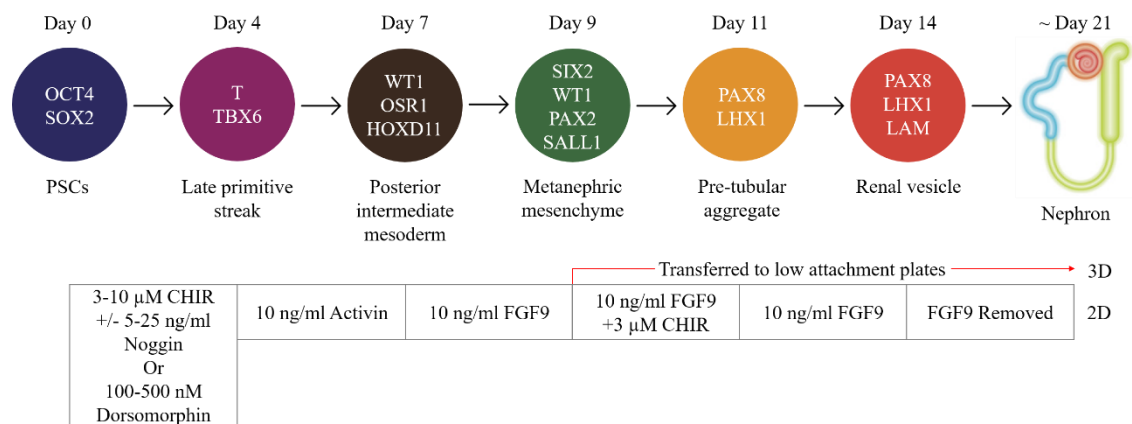 Day 0
Day 4
Day 7
Day 9
Day 11
Day 14
~ Day 21
OCT4
SOX2
T
TBX6
WT1
OSR1
HOXD11
SIX2
WT1
PAX2
SALL1
PAX8
LHX1
PAX8
LHX1
LAM
PSCs
Late primitive
streak
Posterior
intermediate
mesoderm
Metanephric
mesenchyme
Pre-tubular
aggregate
Renal vesicle
Nephron
Transferred to low attachment plates
3D
3-10 µM CHIR
+/- 5-25 ng/ml
Noggin
Or
100-500 nM
Dorsomorphin
10 ng/ml Activin
10 ng/ml FGF9
10 ng/ml FGF9
+3 µM CHIR
10 ng/ml FGF9
FGF9 Removed
2D